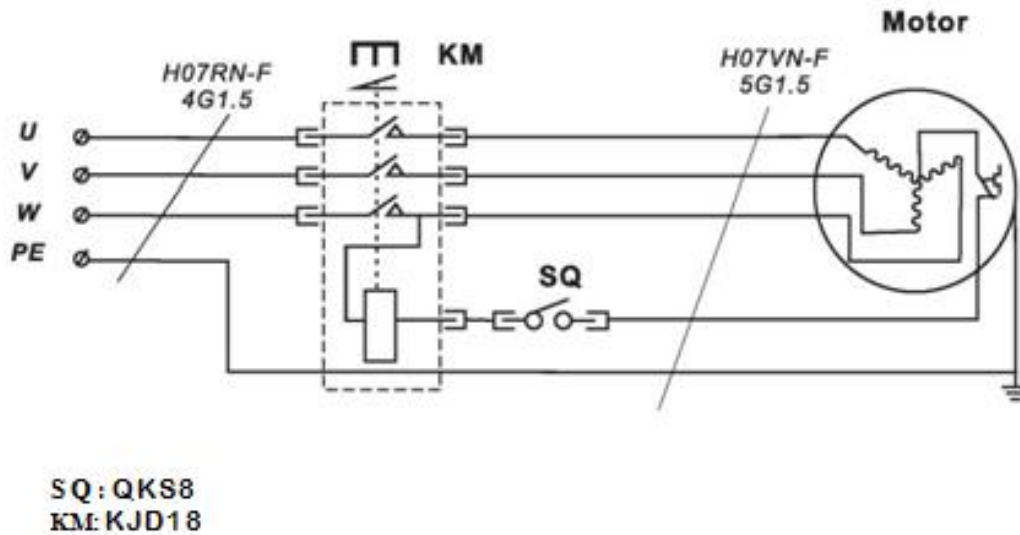 Motor
KM
H07RN-F
4G1.5
H07VN-F
5G1.5
U
V
W
PE
SQ
SQ: QKS8
KM: KJD18